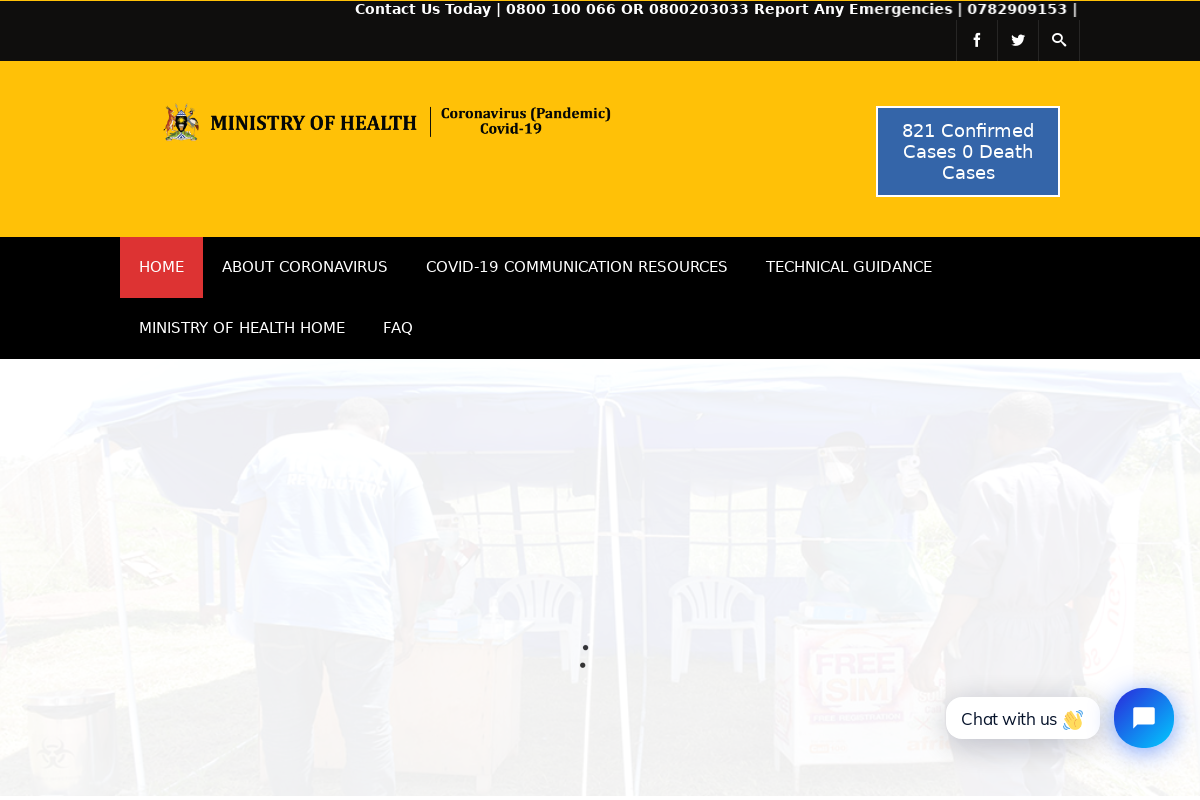 Contact Us Today | 0800 100 066 OR 0800203033 Report Any Emergencies | 0782909153 |
MINISTRY OF HEALTH
Coronavirus (Pandemic)
Covid-19
821 Confirmed
Cases 0 Death
Cases
HOME ABOUT CORONAVIRUS COVID-19 COMMUNICATION RESOURCES TECHNICAL GUIDANCE
MINISTRY OF HEALTH HOME FAQ
FREE
SIM
FREE REGISTRATION
Chat with us 👋